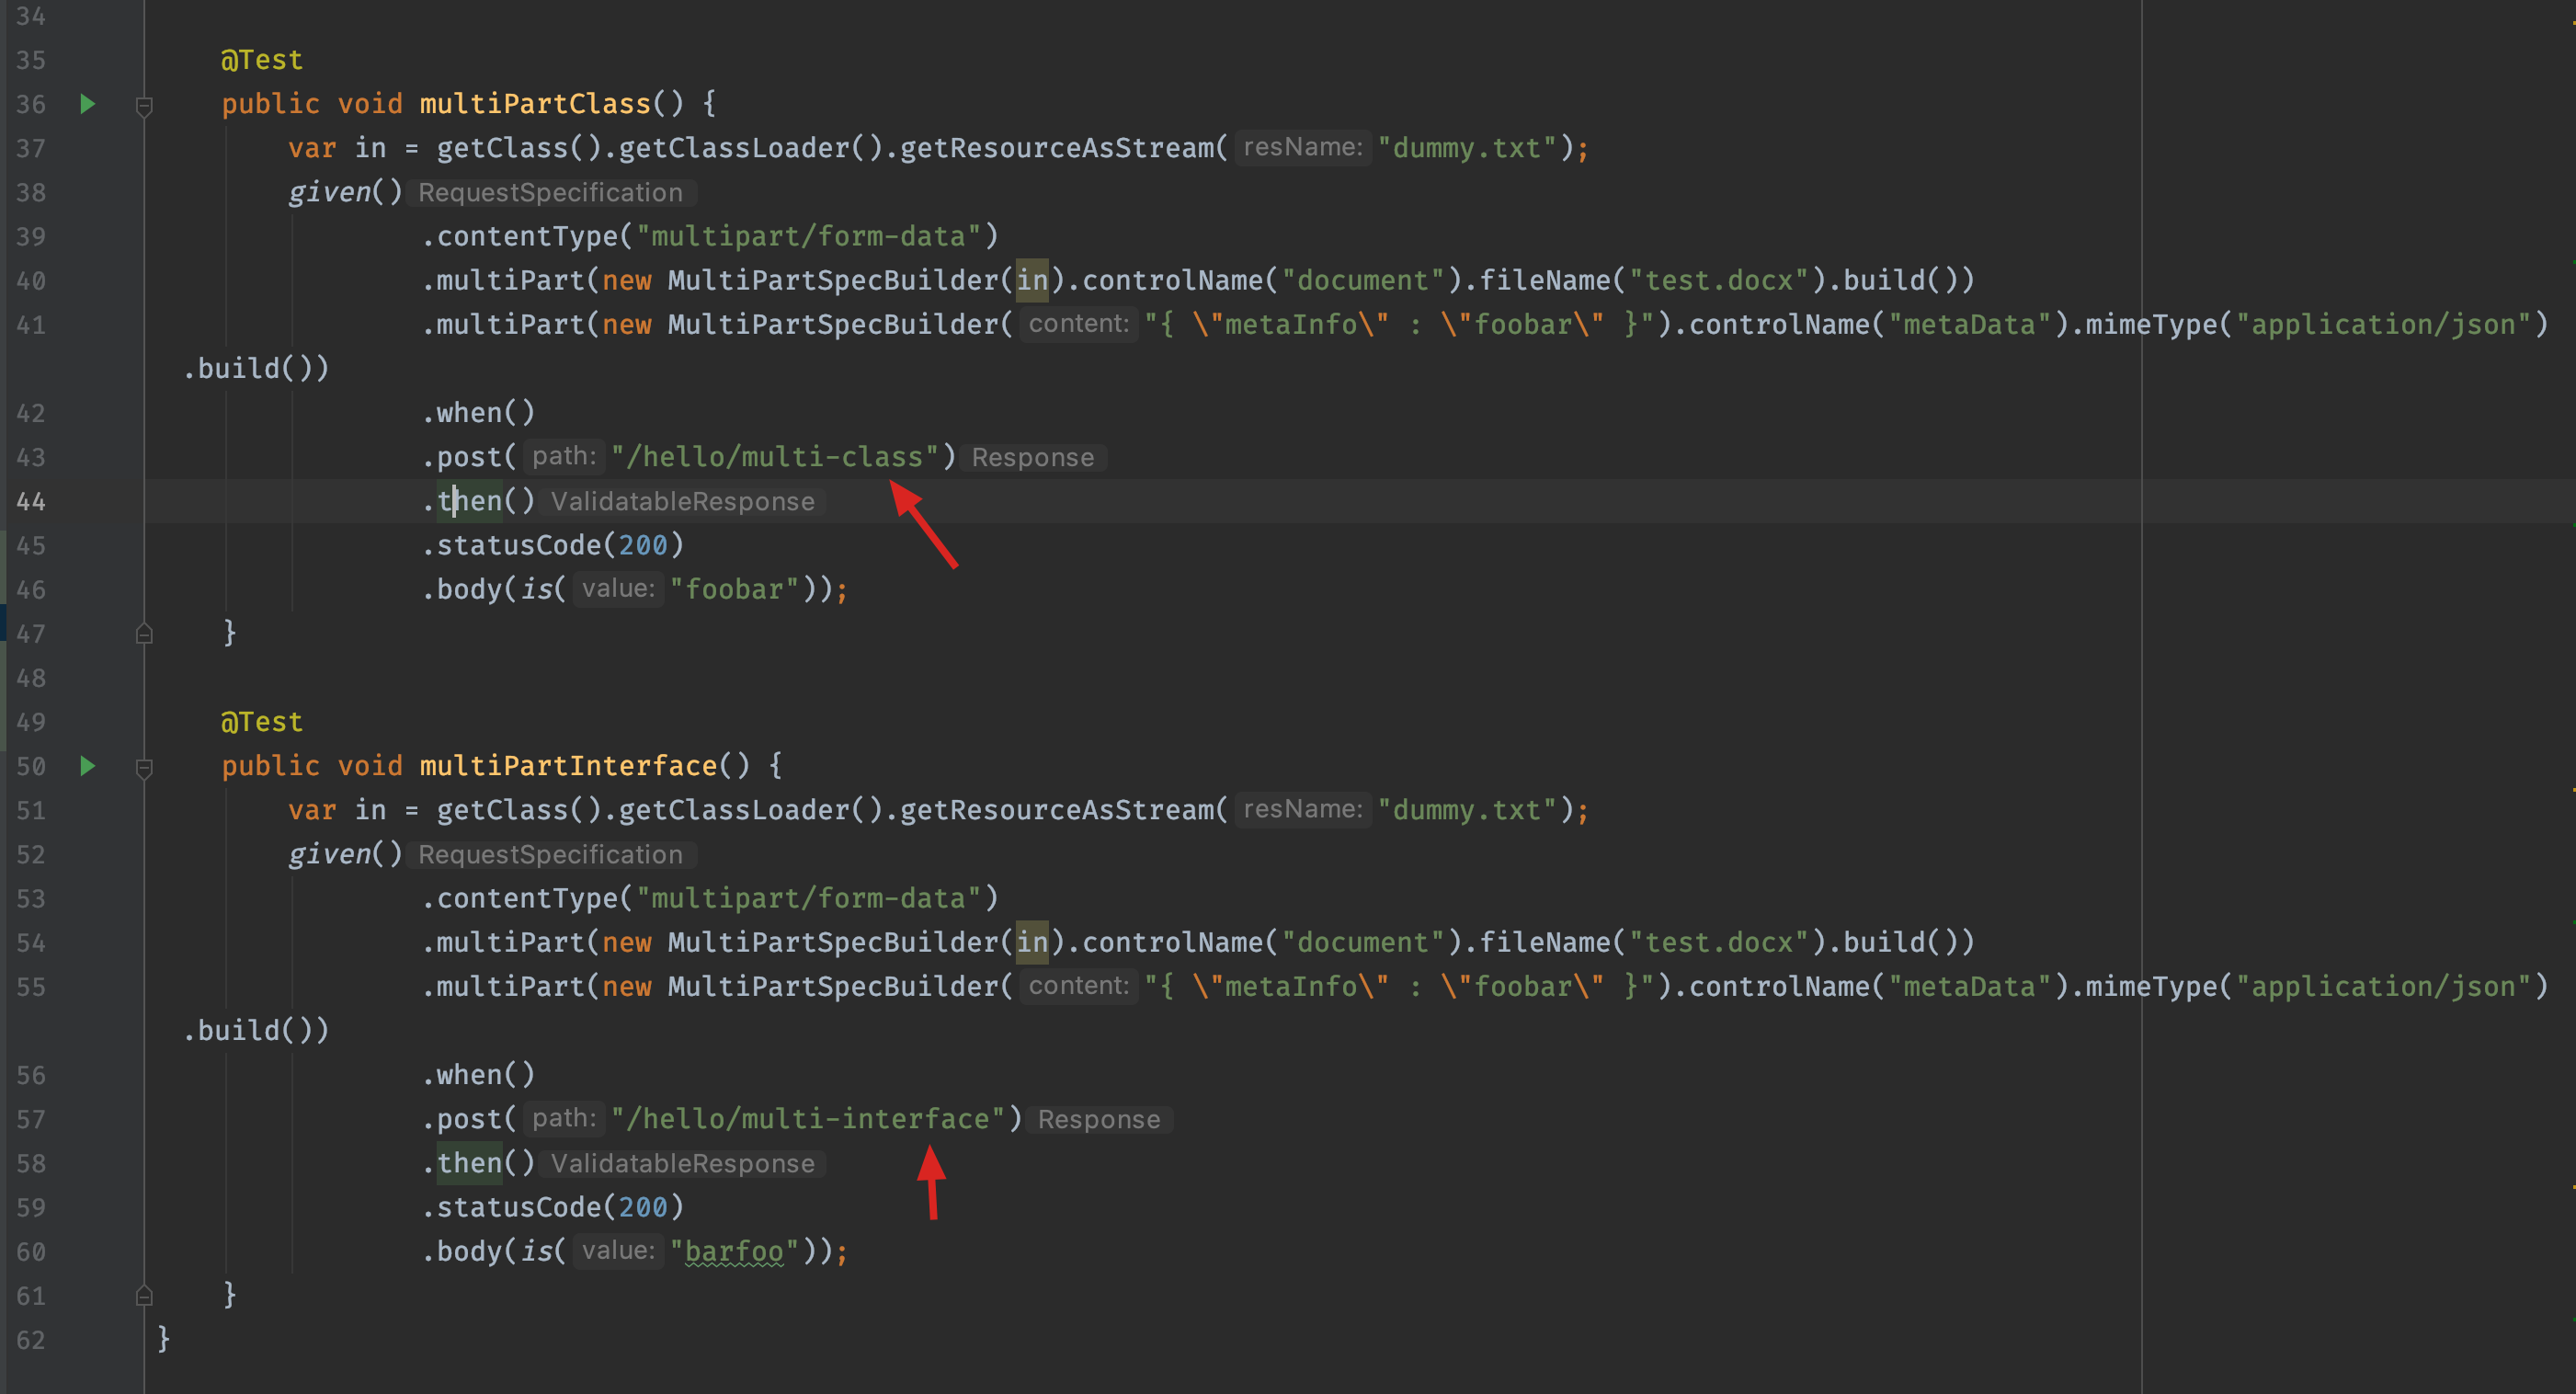 34
35 @Test
36 public void multiPartClass() {
37 var in = getClass().getClassLoader().getResourceAsStream( resName: "dummy.txt");
38 given() RequestSpecification
39 .contentType("multipart/form-data")
40 .multiPart(new MultiPartSpecBuilder(in).controlName("document").fileName("test.docx").build())
41 .multiPart(new MultiPartSpecBuilder( content: "{ \"metaInfo\" : \"foobar\" }").controlName("metaData").mimeType("application/json")
.build())
42 .when()
43 .post( path: "/hello/multi-class") Response
44 .then() ValidatableResponse
45 .statusCode(200)
46 .body(is( value: "foobar"));
47 }
48
49 @Test
50 public void multiPartInterface() {
51 var in = getClass().getClassLoader().getResourceAsStream( resName: "dummy.txt");
52 given() RequestSpecification
53 .contentType("multipart/form-data")
54 .multiPart(new MultiPartSpecBuilder(in).controlName("document").fileName("test.docx").build())
55 .multiPart(new MultiPartSpecBuilder( content: "{ \"metaInfo\" : \"foobar\" }").controlName("metaData").mimeType("application/json")
.build())
56 .when()
57 .post( path: "/hello/multi-interface") Response
58 .then() ValidatableResponse
59 .statusCode(200)
60 .body(is( value: "barfoo"));
61 }
62 }